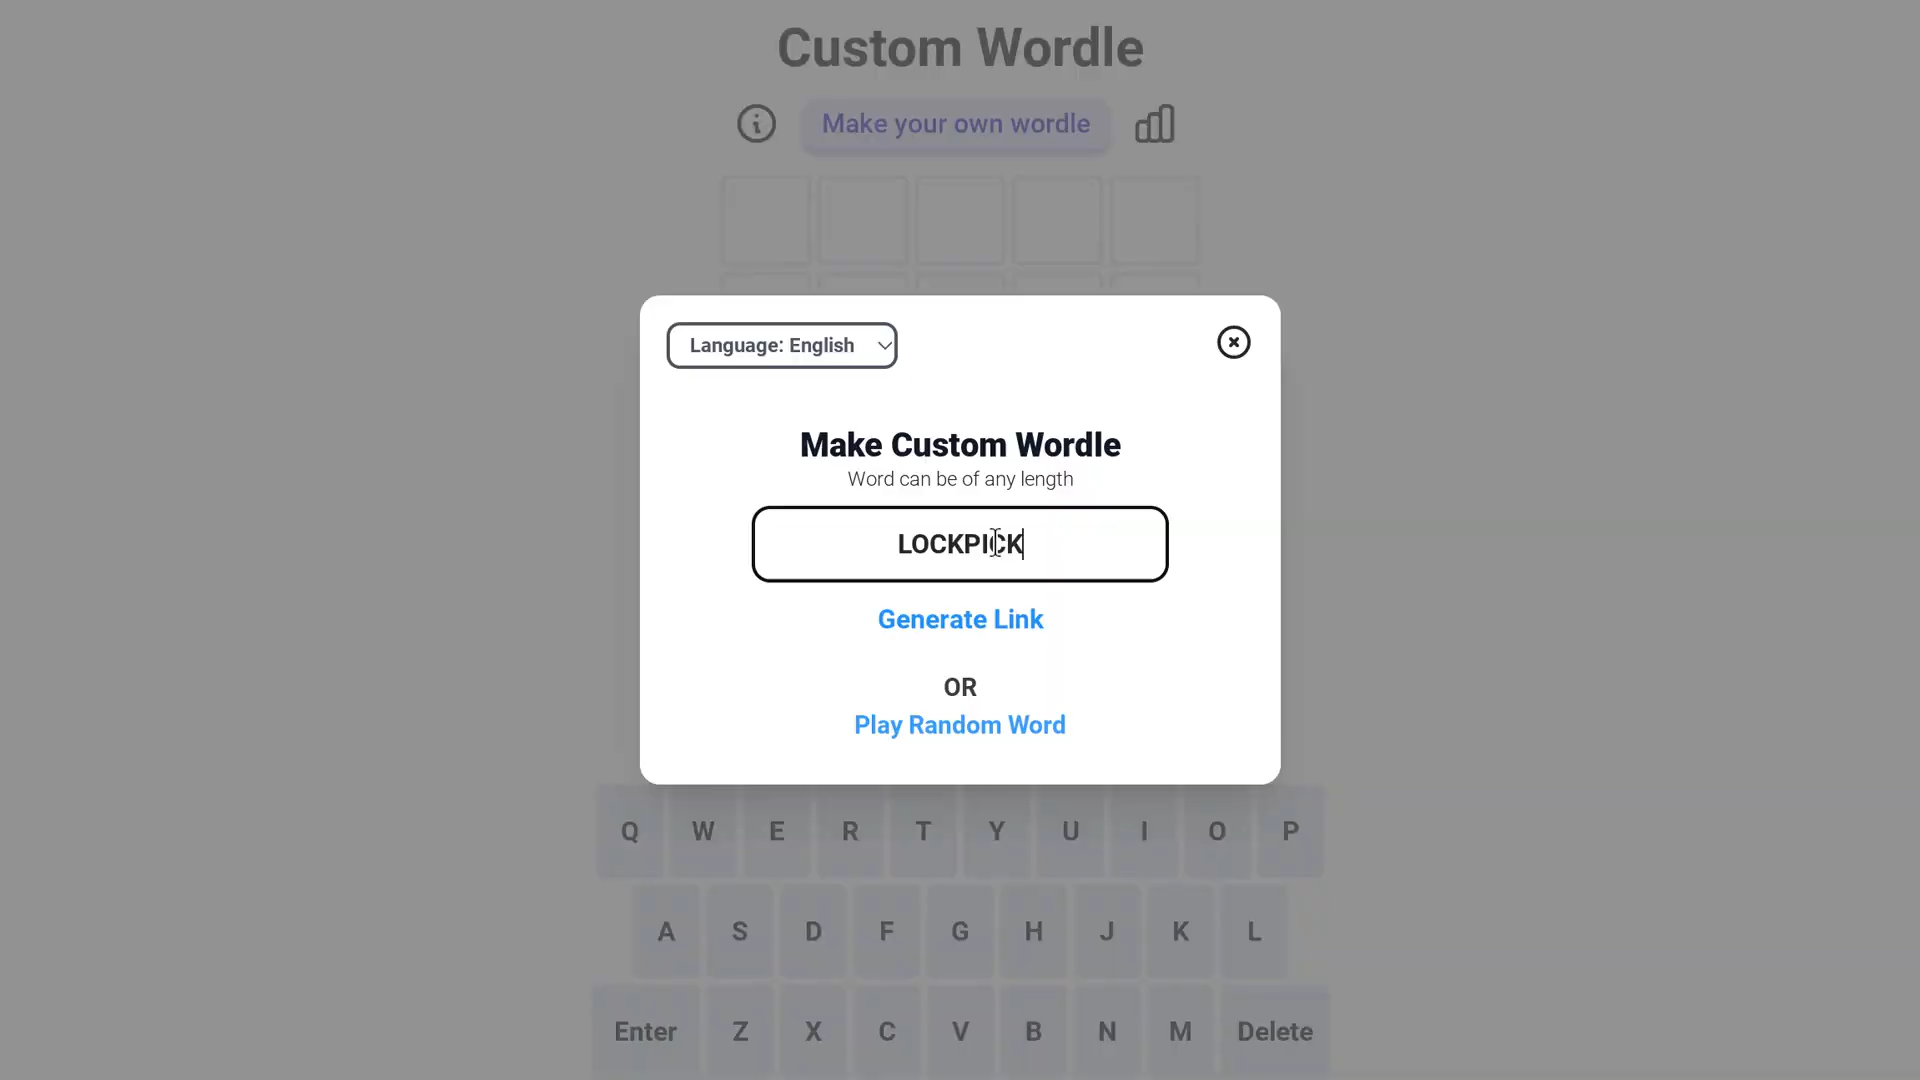 Custom Wordle
Make your own wordle
Language: English
Make Custom Wordle
Word can be of any length
LOCKPICK
Generate Link
OR
Play Random Word
Q W E R T Y U I O P
A S D F G H J K L
Enter Z X C V B N M Delete